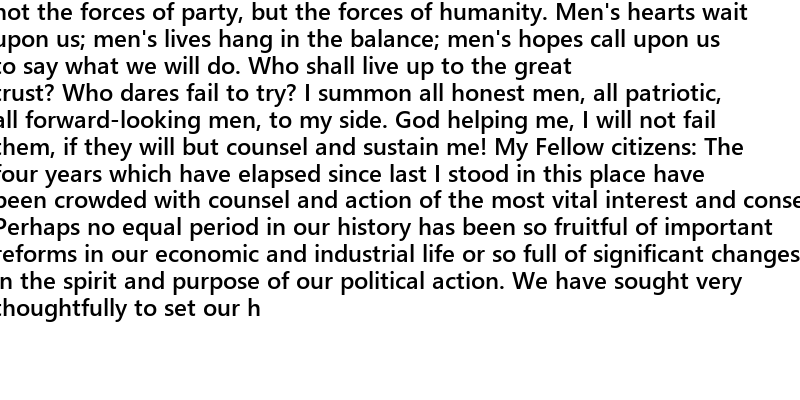 not the forces of party, but the forces of humanity. Men's hearts wait
upon us; men's lives hang in the balance; men's hopes call upon us
to say what we will do. Who shall live up to the great
trust? Who dares fail to try? I summon all honest men, all patriotic,
all forward-looking men, to my side. God helping me, I will not fail
them, if they will but counsel and sustain me! My Fellow citizens: The
four years which have elapsed since last I stood in this place have
been crowded with counsel and action of the most vital interest and conse
Perhaps no equal period in our history has been so fruitful of important
reforms in our economic and industrial life or so full of significant changes
in the spirit and purpose of our political action. We have sought very
thoughtfully to set our h